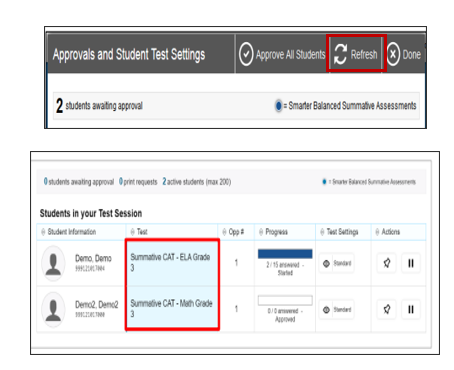 Approvals and Student Test Settings Approve All Students Refresh Done
2 students awaiting approval = Smarter Balanced Summative Assessments
0 students awaiting approval 0 print requests 2 active students (max 200) = Smarter Balanced Summative Assessments
Students in your Test Session
Student Information Test Opp # Progress Test Settings Actions
Demo, Demo
Summative CAT - ELA Grade
3
1
2 / 15 answered -
Started
Standard
Demo2, Demo2
Summative CAT - Math Grade
3
1
0 / 0 answered -
Approved
Standard